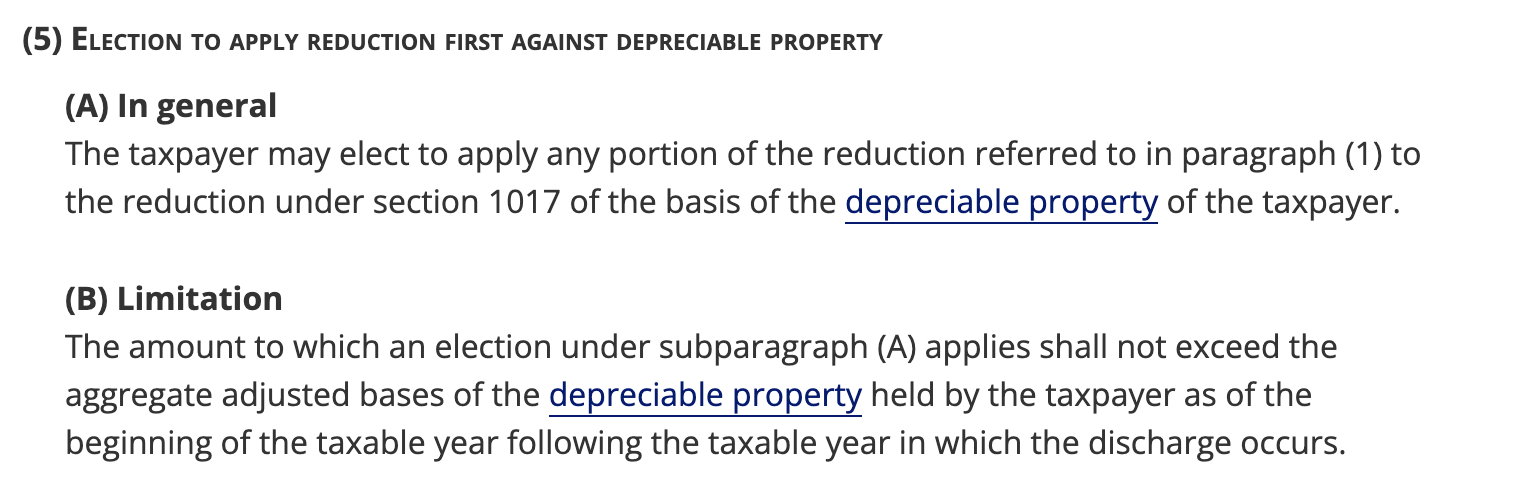 (5) Election to apply reduction first against depreciable property
(A) In general
The taxpayer may elect to apply any portion of the reduction referred to in paragraph (1) to
the reduction under section 1017 of the basis of the depreciable property of the taxpayer.
(B) Limitation
The amount to which an election under subparagraph (A) applies shall not exceed the
aggregate adjusted bases of the depreciable property held by the taxpayer as of the
beginning of the taxable year following the taxable year in which the discharge occurs.